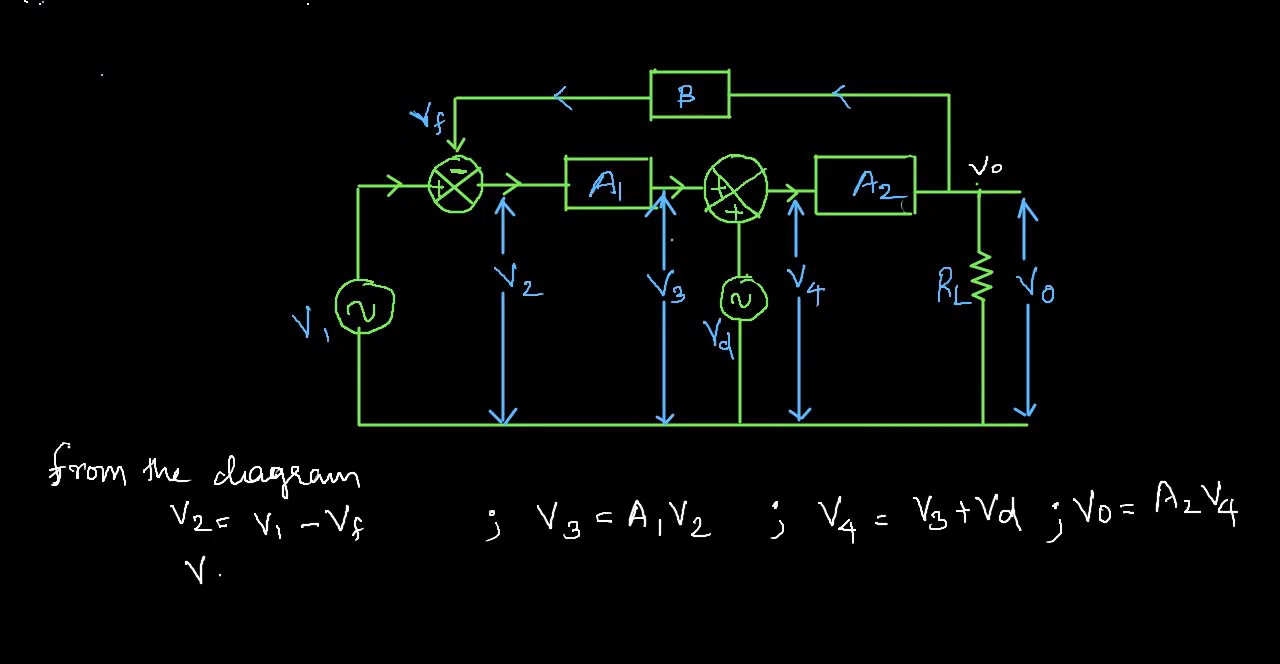 B
Vf
Vo
A1
A2
V2
V3
V4
RL
Vo
V1
Vd
from the diagram
V2 = V1 - Vf ; V3 = A1V2 ; V4 = V3 + Vd ; Vo = A2V4
V